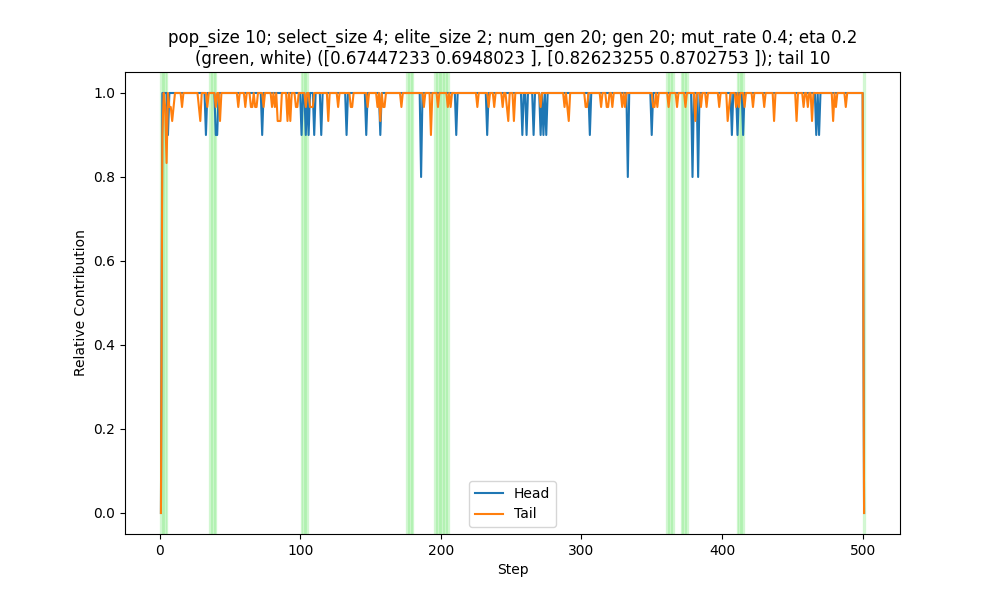 pop_size 10; select_size 4; elite_size 2; num_gen 20; gen 20; mut_rate 0.4; eta 0.2
(green, white) ([0.67447233 0.6948023 ], [0.82623255 0.8702753 ]); tail 10
1.0
0.8
0.6
0.4
0.2
0.0
Relative Contribution
Head
Tail
0
100
200
300
400
500
Step